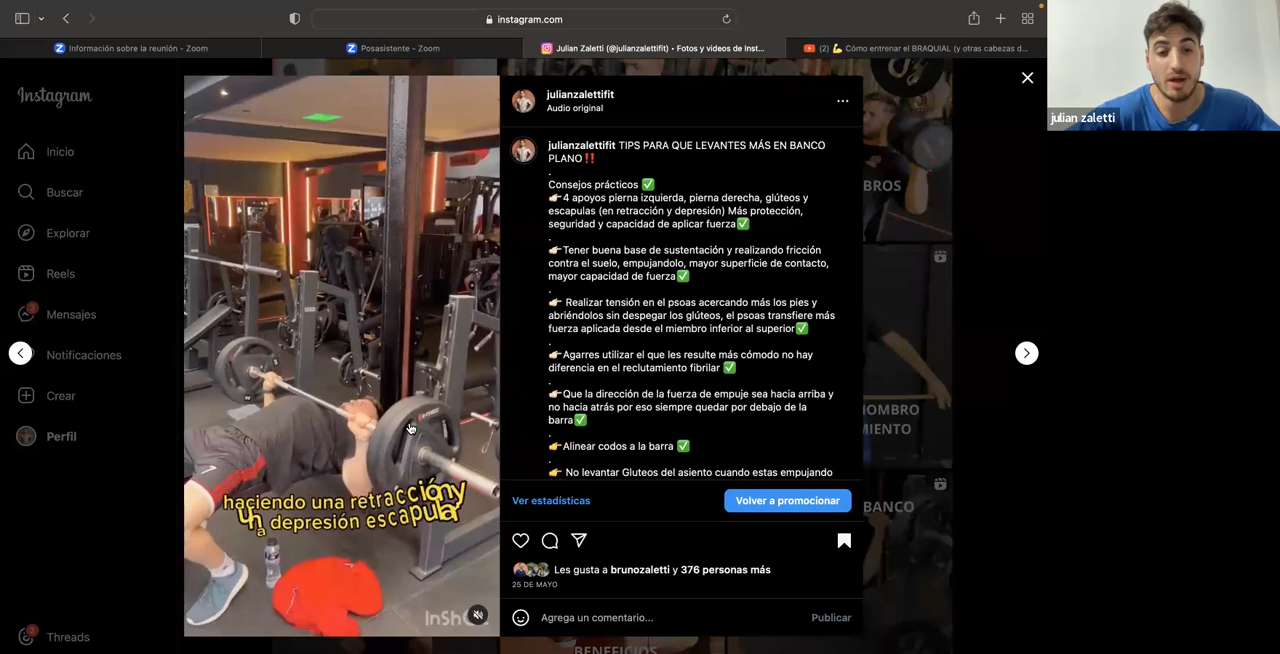 instagram.com
Información sobre la reunión - Zoom
Posasistente - Zoom
Julian Zaletti (@julianzalettifit) • Fotos y videos de Inst...
(2) 💪 Cómo entrenar el BRAQUIAL (y otras cabezas d...
julian zaletti
Instagram
Inicio
Buscar
Explorar
Reels
Mensajes
Notificaciones
Crear
Perfil
Threads
haciendo una retracción y
una depresión escapular
InSh
julianzalettifit
Audio original
julianzalettifit TIPS PARA QUE LEVANTES MÁS EN BANCO
PLANO‼️
.
Consejos prácticos ✅
👉🏻4 apoyos pierna izquierda, pierna derecha, glúteos y
escapulas (en retracción y depresión) Más protección,
seguridad y capacidad de aplicar fuerza✅
.
👉🏻Tener buena base de sustentación y realizando fricción
contra el suelo, empujandolo, mayor superficie de contacto,
mayor capacidad de fuerza✅
.
👉🏻 Realizar tensión en el psoas acercando más los pies y
abriéndolos sin despegar los glúteos, el psoas transfiere más
fuerza aplicada desde el miembro inferior al superior✅
.
👉🏻Agarres utilizar el que les resulte más cómodo no hay
diferencia en el reclutamiento fibrilar ✅
.
👉🏻Que la dirección de la fuerza de empuje sea hacia arriba y
no hacia atrás por eso siempre quedar por debajo de la
barra✅
.
👉Alinear codos a la barra ✅
.
👉 No levantar Gluteos del asiento cuando estas empujando
Ver estadísticas
Volver a promocionar
Les gusta a brunozaletti y 376 personas más
25 DE MAYO
Agrega un comentario...
Publicar
BROS
HOMBRO
MIENTO
BANCO
BENEFICIOS